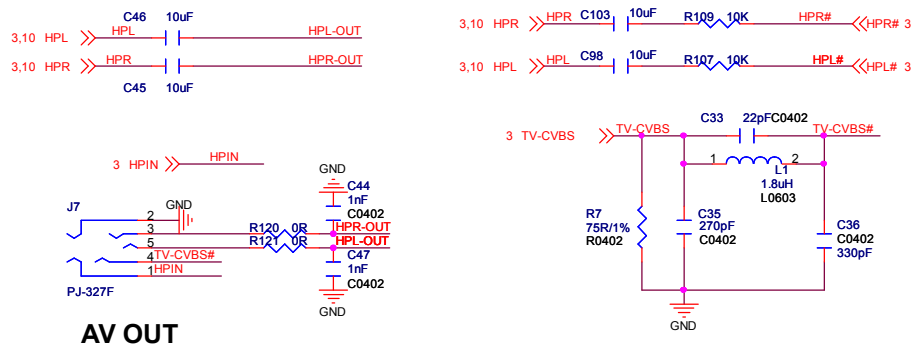 C46
10uF
3,10 HPL
HPL
HPL-OUT
3,10 HPR
HPR
HPR-OUT
C45
10uF
HPR
C103
10uF
R109
10K
HPR#
3,10 HPR
HPR# 3
HPL
C98
10uF
R107
10K
HPL#
3,10 HPL
HPL# 3
3 HPIN
HPIN
GND
C44
1nF
C0402
J7
GND
2
3
R120 0R
HPR-OUT
5
R121 0R
HPL-OUT
4
TV-CVBS#
1
HPIN
C47
1nF
C0402
PJ-327F
GND
AV OUT
C33
22pF
C0402
3 TV-CVBS
TV-CVBS
TV-CVBS#
1
2
L1
1.8uH
L0603
R7
75R/1%
R0402
C35
270pF
C0402
C36
C0402
330pF
GND